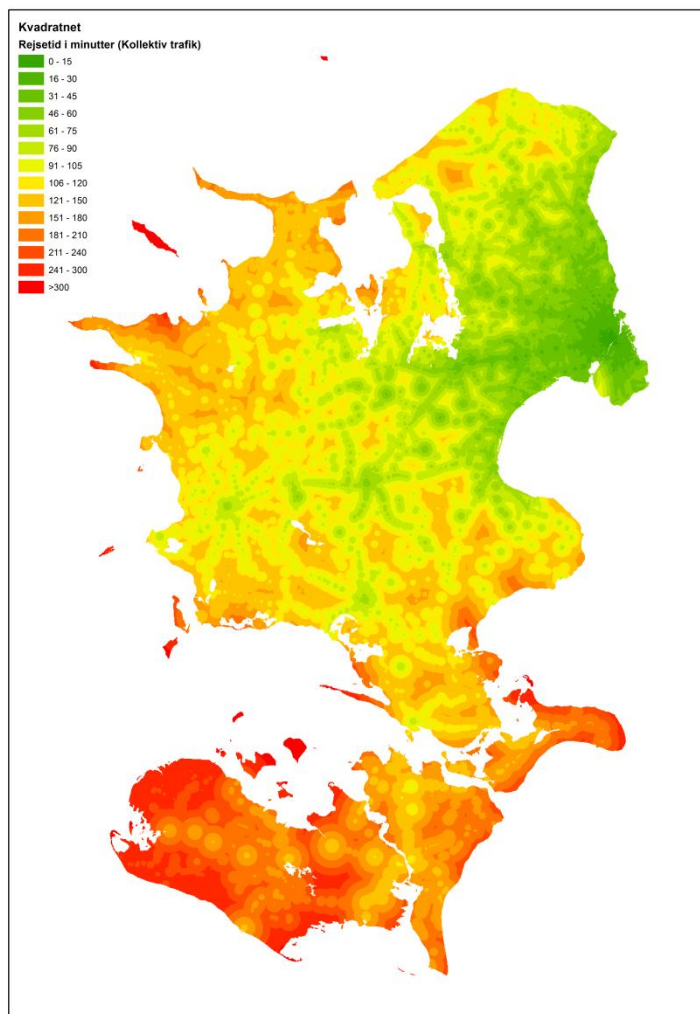 Kvadratnet
Rejsetid i minutter (Kollektiv trafik)
0 - 15
16 - 30
31 - 45
46 - 60
61 - 75
76 - 90
91 - 105
106 - 120
121 - 150
151 - 180
181 - 210
211 - 240
241 - 300
>300